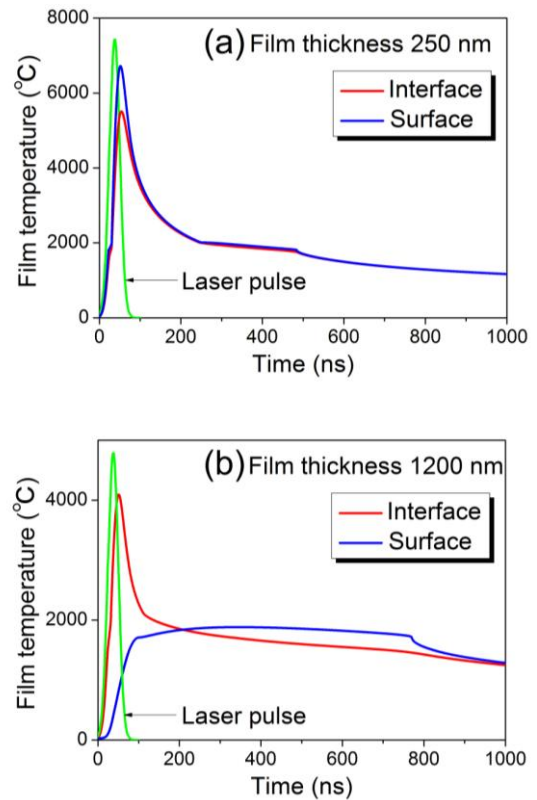 8000
(a) Film thickness 250 nm
6000
Interface
Surface
4000
2000
Laser pulse
0
0 200 400 600 800 1000
Time (ns)
Film temperature (°C)
(b) Film thickness 1200 nm
4000
Interface
Surface
2000
Laser pulse
0
0 200 400 600 800 1000
Time (ns)
Film temperature (°C)